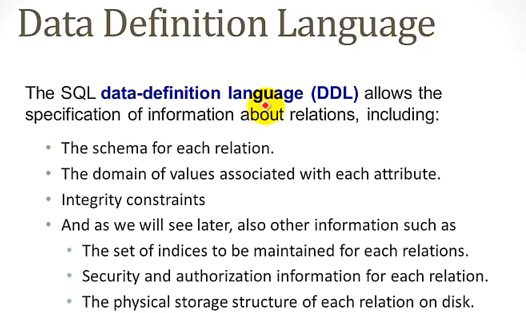 Data Definition Language
The SQL data-definition language (DDL) allows the
specification of information about relations, including:
• The schema for each relation.
• The domain of values associated with each attribute.
• Integrity constraints
• And as we will see later, also other information such as
• The set of indices to be maintained for each relations.
• Security and authorization information for each relation.
• The physical storage structure of each relation on disk.